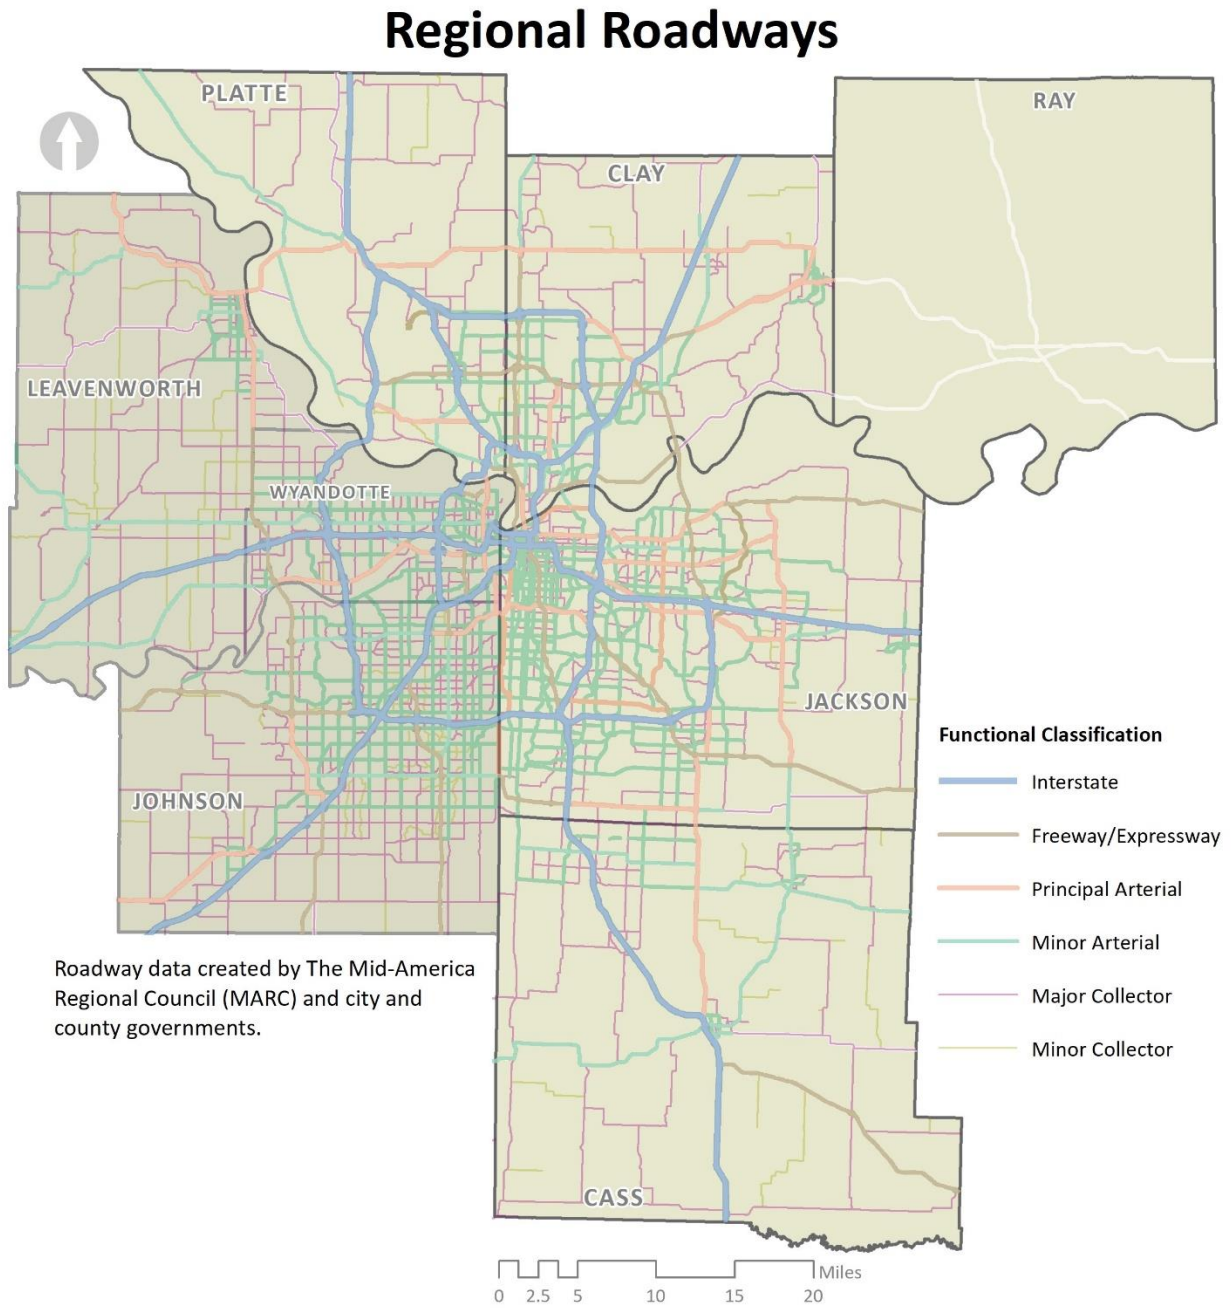 Regional Roadways
PLATTE
RAY
CLAY
LEAVENWORTH
WYANDOTTE
JACKSON
JOHNSON
CASS
Functional Classification
Interstate
Freeway/Expressway
Principal Arterial
Minor Arterial
Major Collector
Minor Collector
Roadway data created by The Mid-America
Regional Council (MARC) and city and
county governments.
Miles
0 2.5 5 10 15 20